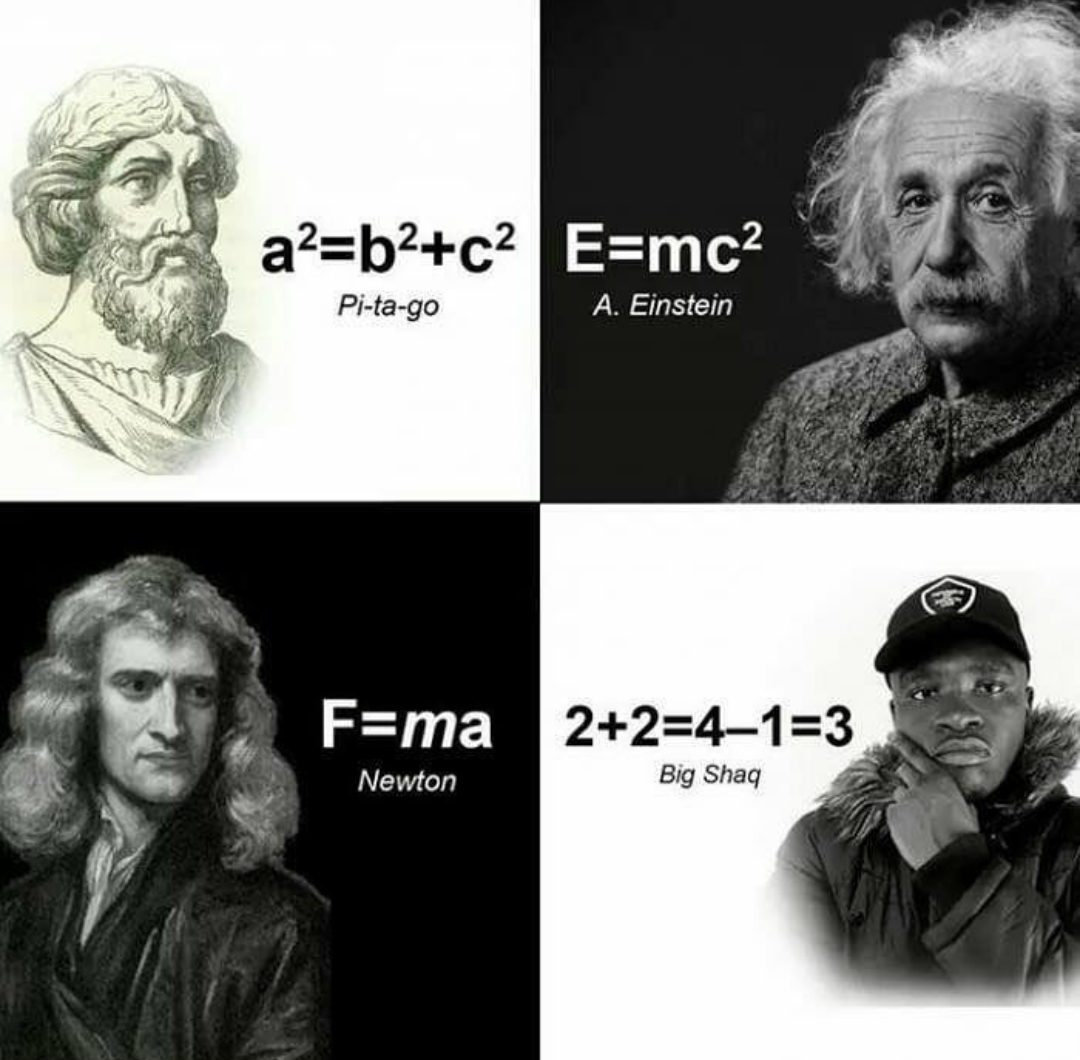 a²=b²+c²
Pi-ta-go
E=mc²
A. Einstein
F=ma
Newton
2+2=4–1=3
Big Shaq